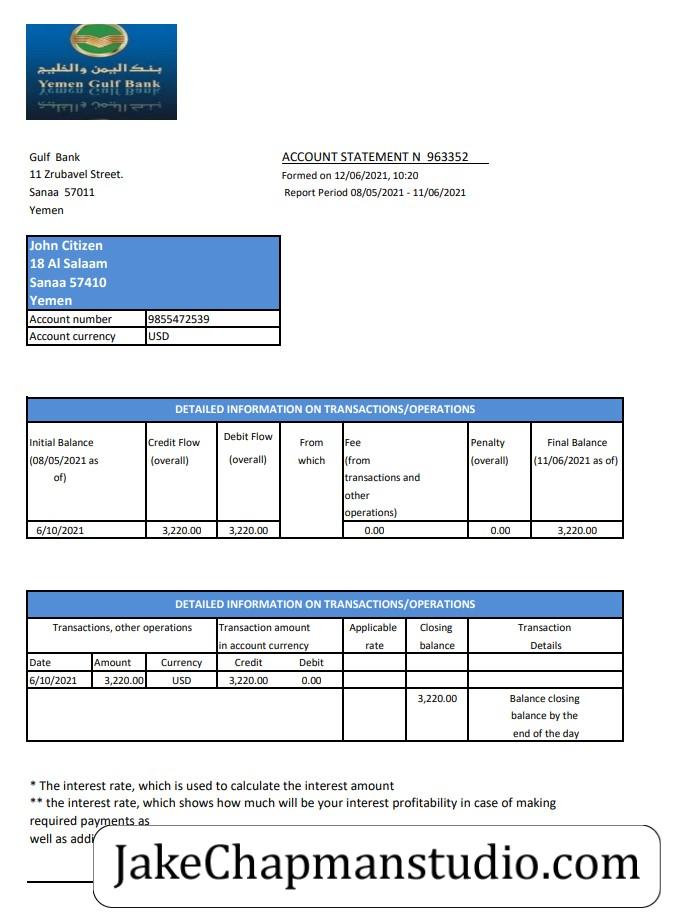 بنك اليمن والخليج
Yemen Gulf Bank
Gulf Bank
11 Zrubavel Street.
Sanaa 57011
Yemen
ACCOUNT STATEMENT N 963352
Formed on 12/06/2021, 10:20
Report Period 08/05/2021 - 11/06/2021
John Citizen
18 Al Salaam
Sanaa 57410
Yemen
Account number 9855472539
Account currency USD
DETAILED INFORMATION ON TRANSACTIONS/OPERATIONS
Initial Balance
(08/05/2021 as
of)
Credit Flow
(overall)
Debit Flow
(overall)
From
which
Fee
(from
transactions and
other
operations)
Penalty
(overall)
Final Balance
(11/06/2021 as of)
6/10/2021 3,220.00 3,220.00 0.00 0.00 3,220.00
DETAILED INFORMATION ON TRANSACTIONS/OPERATIONS
Transactions, other operations
Transaction amount
in account currency
Applicable
rate
Closing
balance
Transaction
Details
Date Amount Currency Credit Debit
6/10/2021 3,220.00 USD 3,220.00 0.00
3,220.00
Balance closing
balance by the
end of the day
* The interest rate, which is used to calculate the interest amount
** the interest rate, which shows how much will be your interest profitability in case of making
required payments as
well as addi
JakeChapmanstudio.com